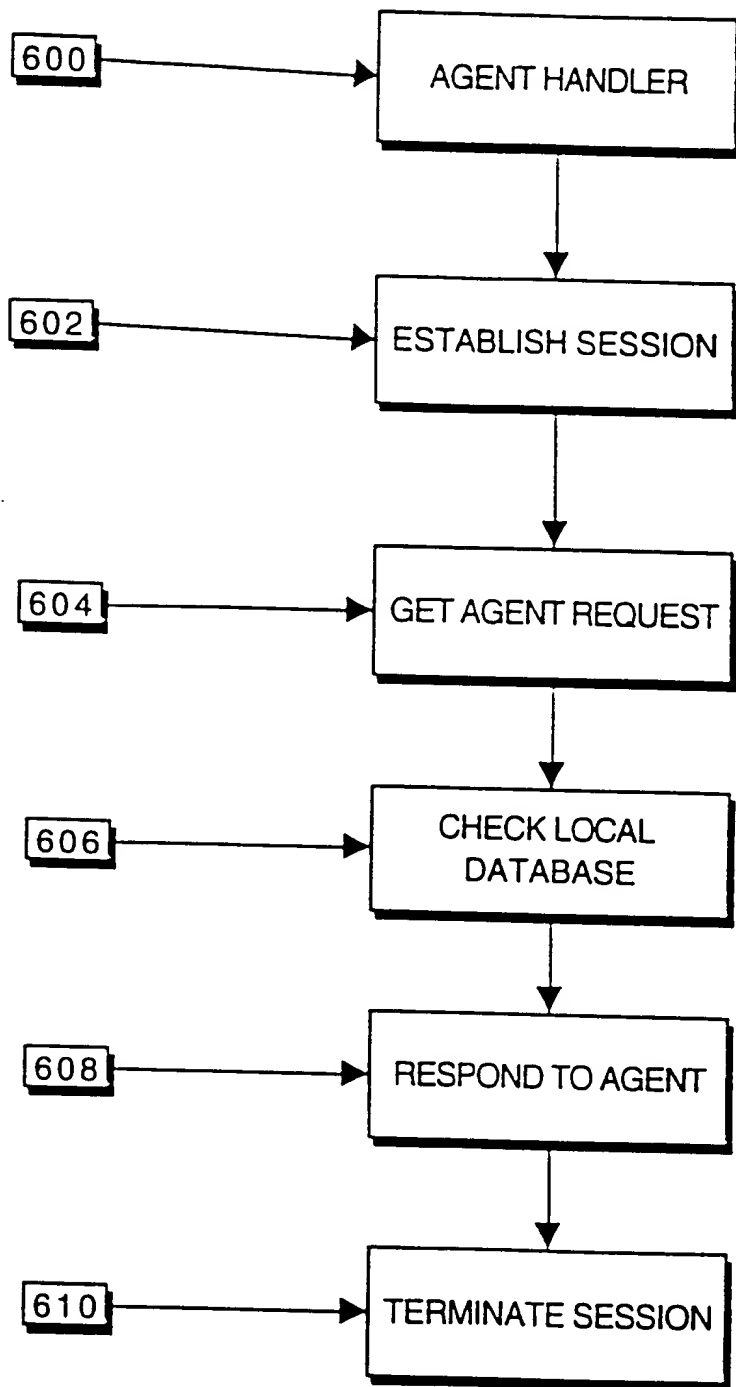 600
AGENT HANDLER
602
ESTABLISH SESSION
604
GET AGENT REQUEST
606
CHECK LOCAL
DATABASE
608
RESPOND TO AGENT
610
TERMINATE SESSION